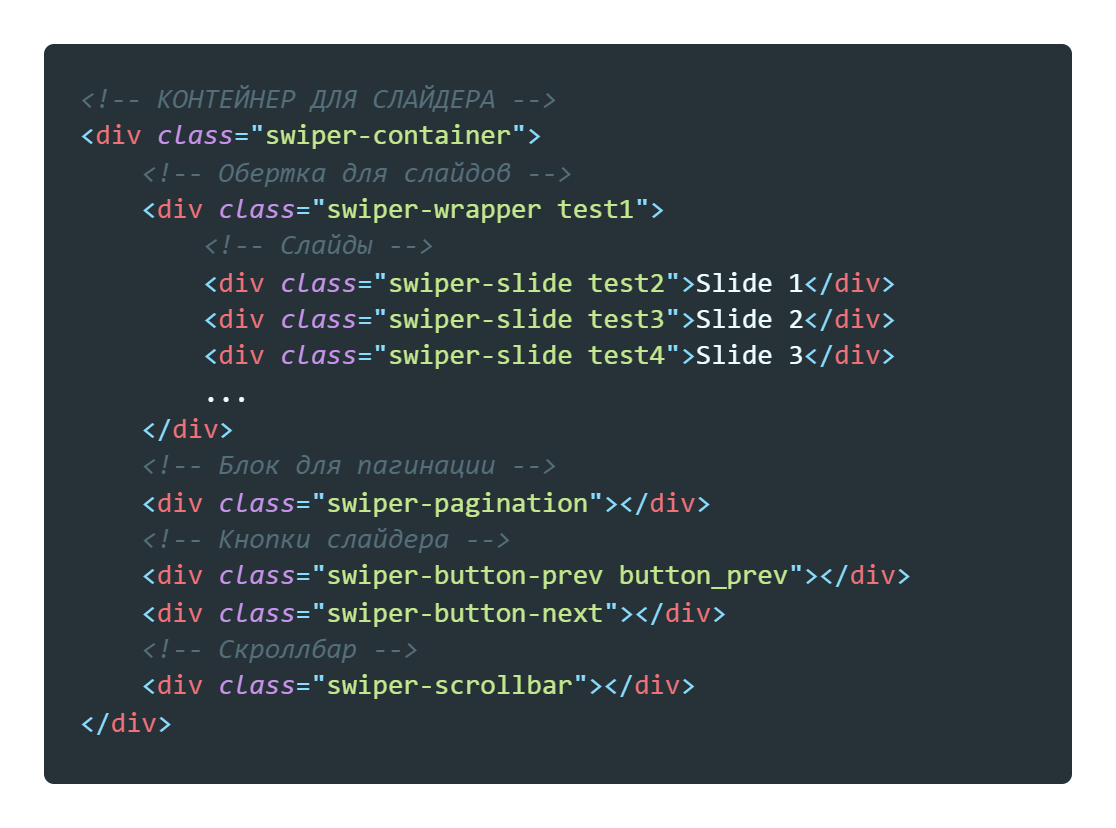 <!-- КОНТЕЙНЕР ДЛЯ СЛАЙДЕРА -->
<div class="swiper-container">
    <!-- Обертка для слайдов -->
    <div class="swiper-wrapper test1">
        <!-- Слайды -->
        <div class="swiper-slide test2">Slide 1</div>
        <div class="swiper-slide test3">Slide 2</div>
        <div class="swiper-slide test4">Slide 3</div>
        ...
    </div>
    <!-- Блок для пагинации -->
    <div class="swiper-pagination"></div>
    <!-- Кнопки слайдера -->
    <div class="swiper-button-prev button_prev"></div>
    <div class="swiper-button-next"></div>
    <!-- Скроллбар -->
    <div class="swiper-scrollbar"></div>
</div>